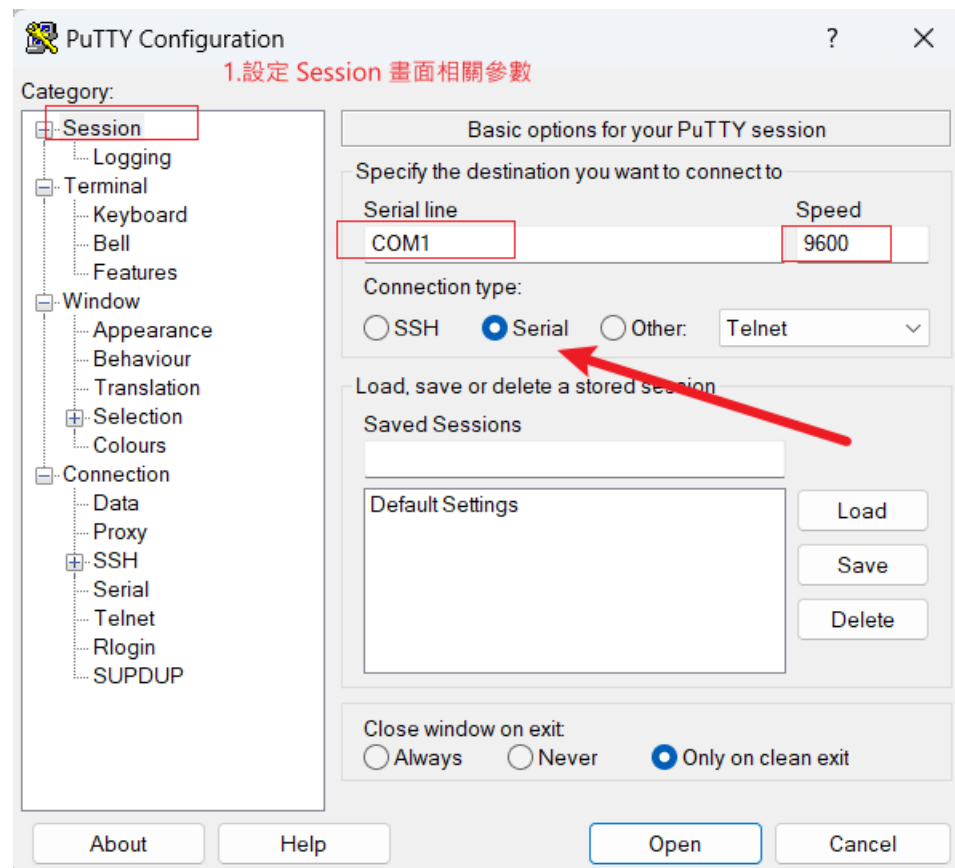 PuTTY Configuration
? ×
1.設定 Session 畫面相關參數
Category:
Session
Logging
Terminal
Keyboard
Bell
Features
Window
Appearance
Behaviour
Translation
Selection
Colours
Connection
Data
Proxy
SSH
Serial
Telnet
Rlogin
SUPDUP
Basic options for your PuTTY session
Specify the destination you want to connect to
Serial line Speed
COM1 9600
Connection type:
SSH Serial Other: Telnet
Load, save or delete a stored session
Saved Sessions
Default Settings
Load
Save
Delete
Close window on exit:
Always Never Only on clean exit
About Help Open Cancel